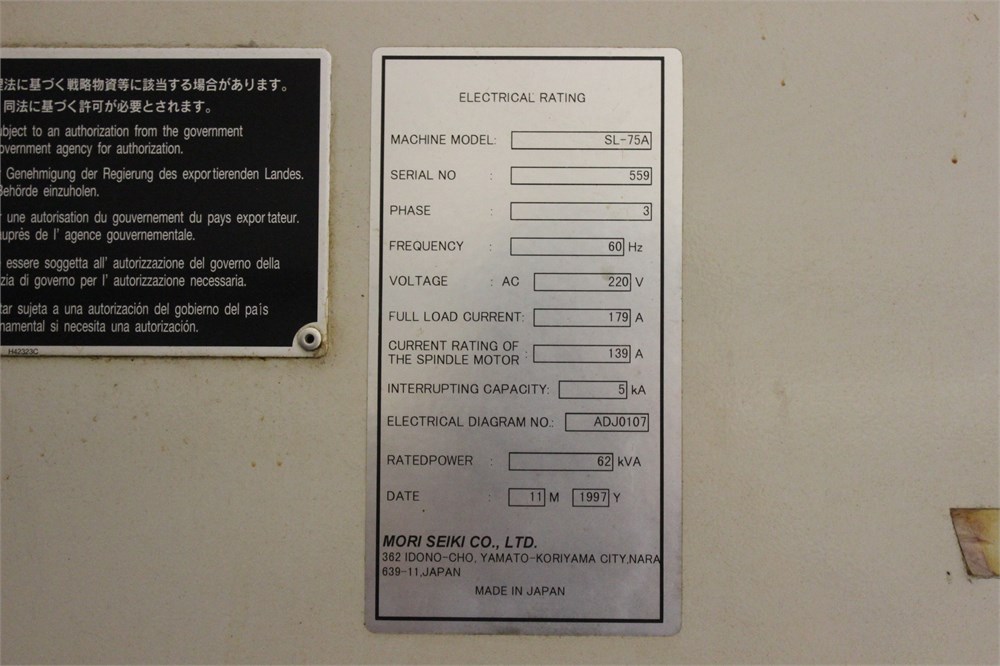 理法に基づく戦略物資等に該当する場合があります。
同法に基づく許可が必要とされます。
ubject to an authorization from the government
overnment agency for authorization.
Genehmigung der Regierung des exportierenden Landes.
Behörde einzuholen.
une autorisation du gouvernement du pays exportateur.
auprès de l' agence gouvernementale.
essere soggetta all' autorizzazione del governo della
zia di governo per l' autorizzazione necessaria.
tar sujeta a una autorización del gobierno del país
namental si necesita una autorización.
H42323C
ELECTRICAL RATING
MACHINE MODEL: SL-75A
SERIAL NO : 559
PHASE : 3
FREQUENCY : 60 Hz
VOLTAGE : AC 220 V
FULL LOAD CURRENT: 179 A
CURRENT RATING OF
THE SPINDLE MOTOR : 139 A
INTERRUPTING CAPACITY: 5 kA
ELECTRICAL DIAGRAM NO.: ADJ0107
RATEDPOWER : 62 kVA
DATE : 11 M 1997 Y
MORI SEIKI CO., LTD.
362 IDONO-CHO, YAMATO-KORIYAMA CITY,NARA
639-11,JAPAN
MADE IN JAPAN